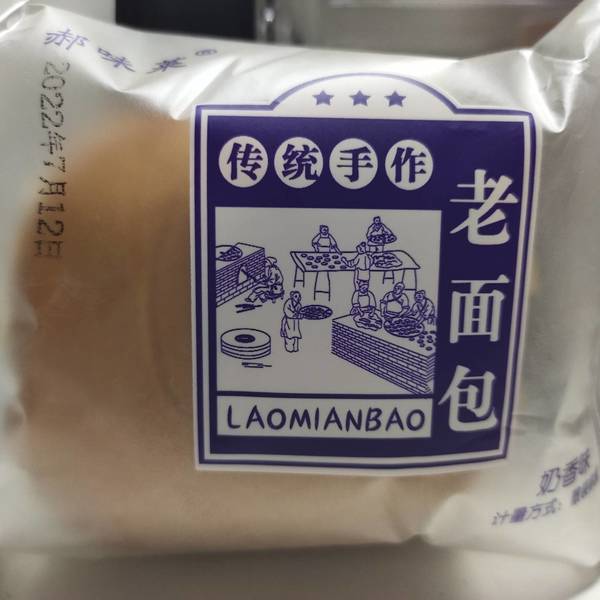 郝味莱®
2022年7月12日
传统手作
老面包
LAOMIANBAO
奶香味
计量方式：